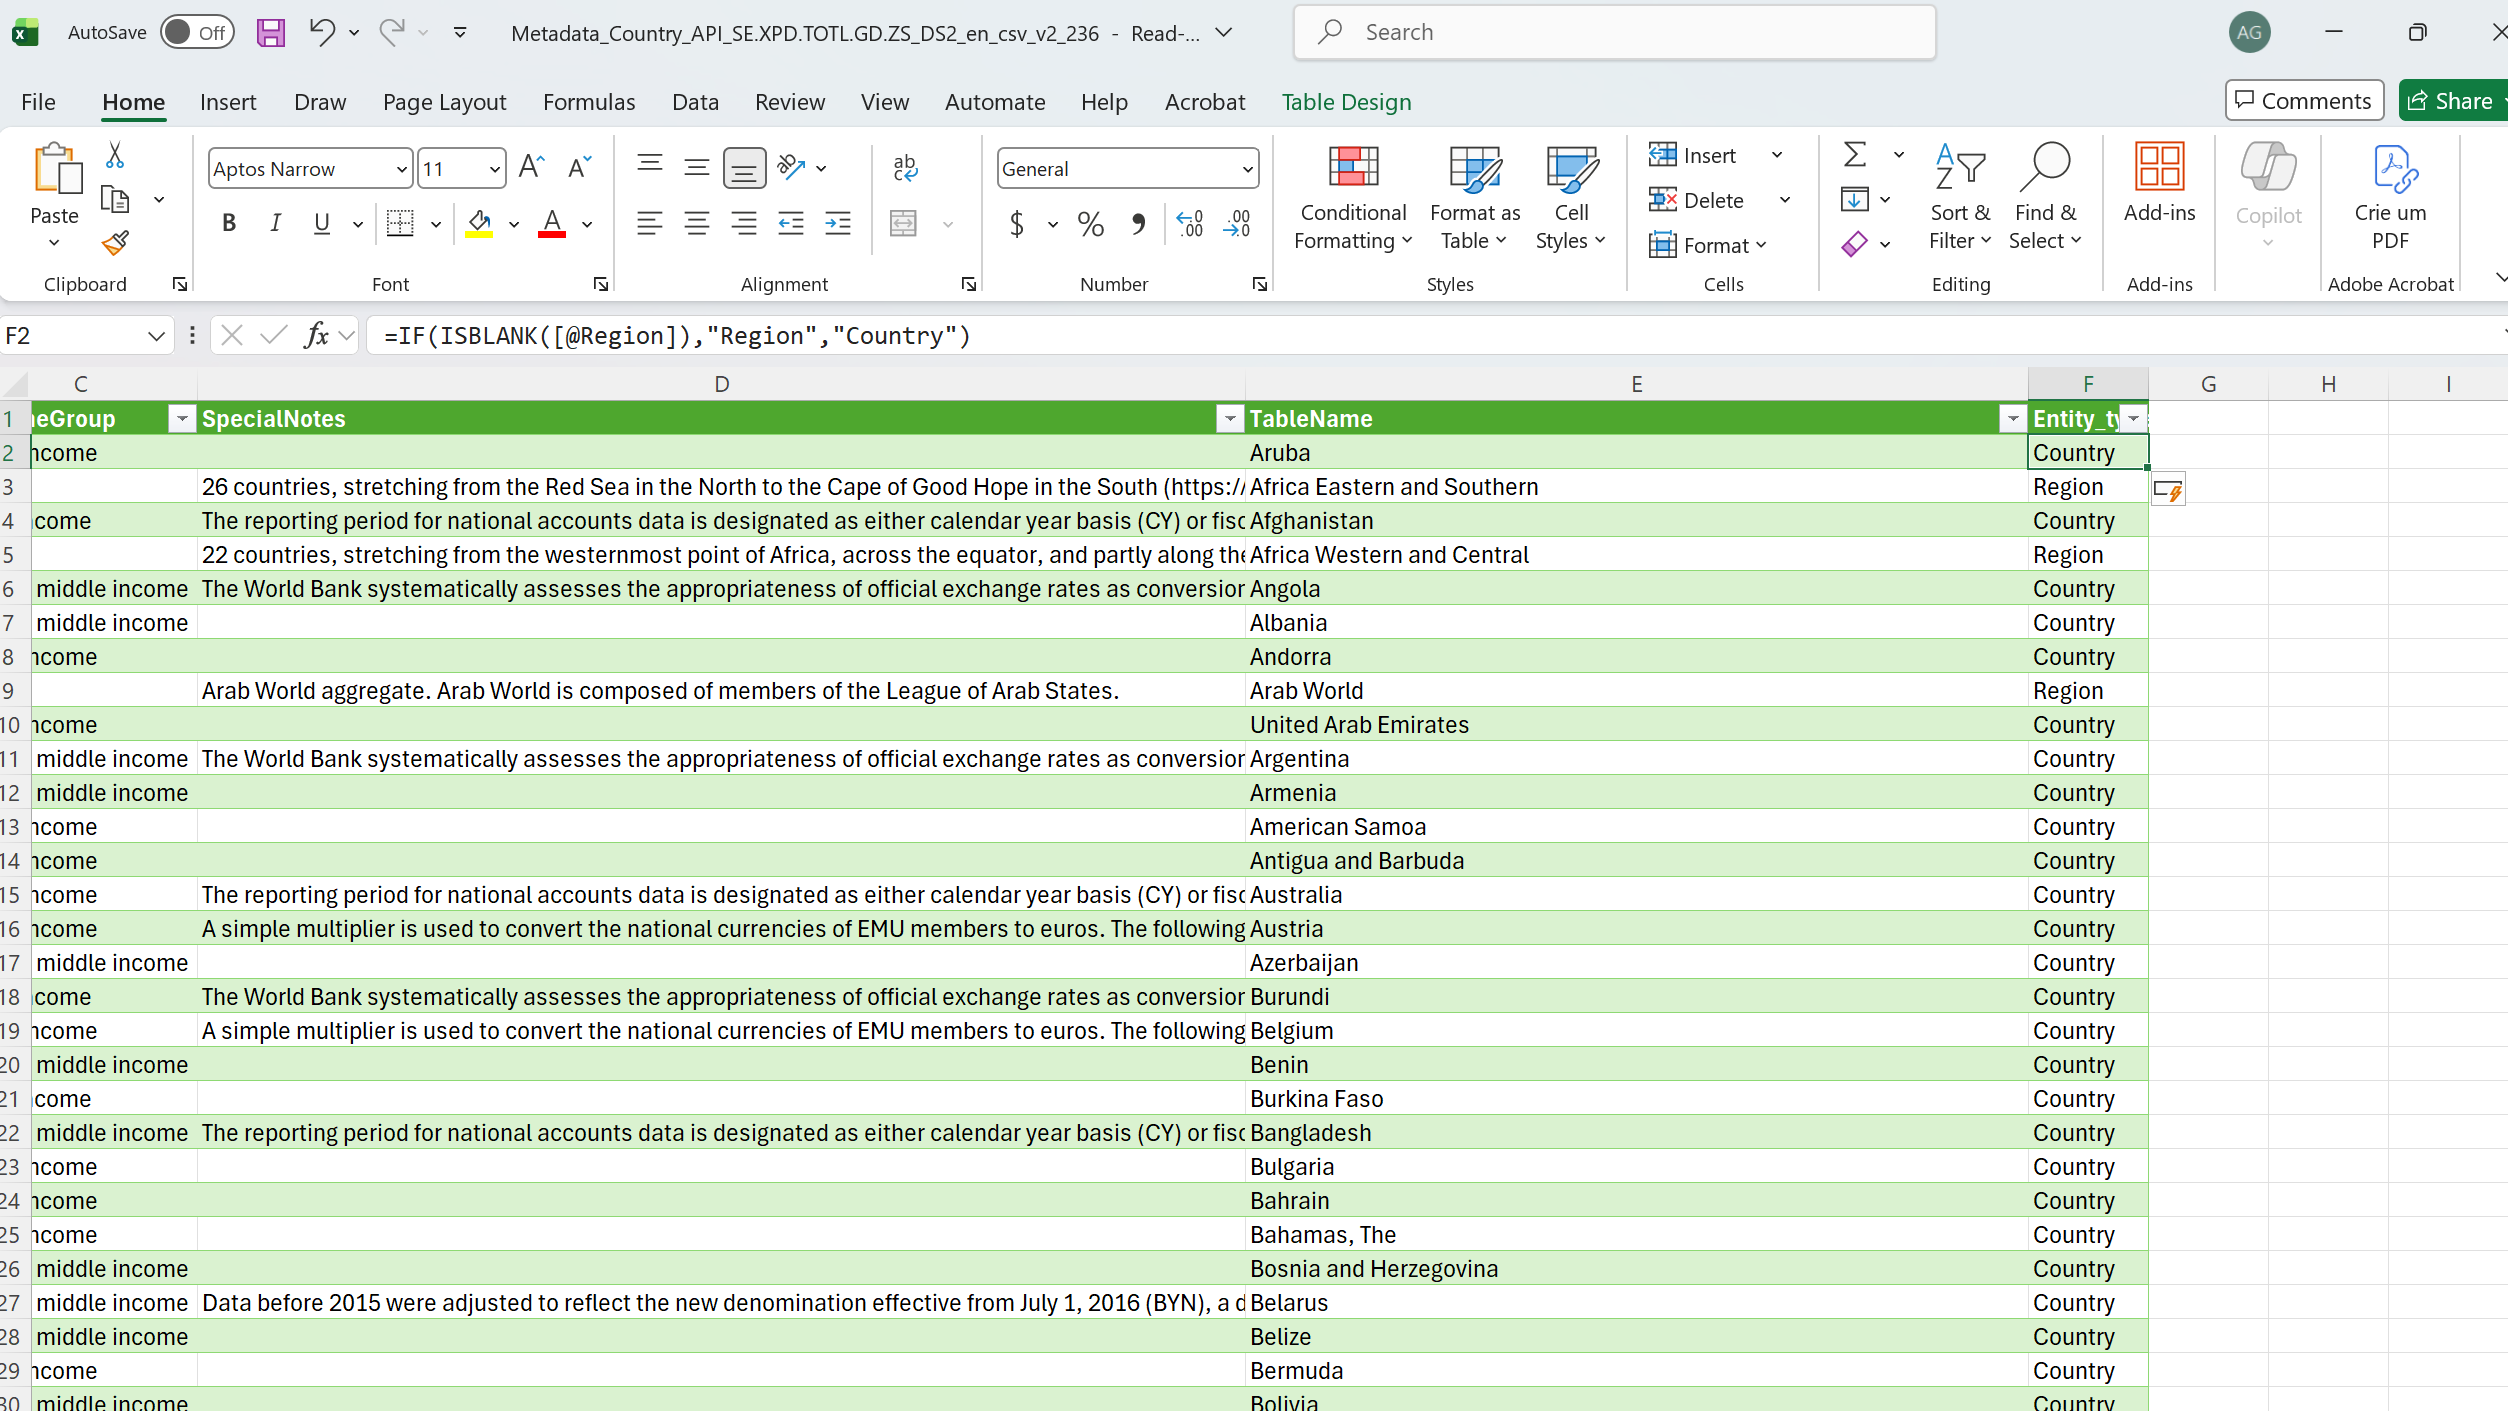 AutoSave Off Metadata_Country_API_SE.XPD.TOTL.GD.ZS_DS2_en_csv_v2_236 - Read-... Search AG
File Home Insert Draw Page Layout Formulas Data Review View Automate Help Acrobat Table Design Comments Share
Paste
Clipboard
Aptos Narrow 11
B I U
Font
Alignment
General
$ % 
Number
Conditional Formatting
Format as Table
Cell Styles
Styles
Insert
Delete
Format
Cells
Sort & Filter
Find & Select
Editing
Add-ins
Add-ins
Copilot
Crie um PDF
Adobe Acrobat
F2 fx =IF(ISBLANK([@Region]),"Region","Country")
C D E F G H I
1 neGroup SpecialNotes TableName Entity_ty
2 ncome Aruba Country
3 26 countries, stretching from the Red Sea in the North to the Cape of Good Hope in the South (https:// Africa Eastern and Southern Region
4 come The reporting period for national accounts data is designated as either calendar year basis (CY) or fisc Afghanistan Country
5 22 countries, stretching from the westernmost point of Africa, across the equator, and partly along the Africa Western and Central Region
6 middle income The World Bank systematically assesses the appropriateness of official exchange rates as conversion Angola Country
7 middle income Albania Country
8 ncome Andorra Country
9 Arab World aggregate. Arab World is composed of members of the League of Arab States. Arab World Region
10 ncome United Arab Emirates Country
11 middle income The World Bank systematically assesses the appropriateness of official exchange rates as conversion Argentina Country
12 middle income Armenia Country
13 ncome American Samoa Country
14 ncome Antigua and Barbuda Country
15 ncome The reporting period for national accounts data is designated as either calendar year basis (CY) or fisc Australia Country
16 ncome A simple multiplier is used to convert the national currencies of EMU members to euros. The following Austria Country
17 middle income Azerbaijan Country
18 come The World Bank systematically assesses the appropriateness of official exchange rates as conversion Burundi Country
19 ncome A simple multiplier is used to convert the national currencies of EMU members to euros. The following Belgium Country
20 middle income Benin Country
21 come Burkina Faso Country
22 middle income The reporting period for national accounts data is designated as either calendar year basis (CY) or fisc Bangladesh Country
23 ncome Bulgaria Country
24 ncome Bahrain Country
25 ncome Bahamas, The Country
26 middle income Bosnia and Herzegovina Country
27 middle income Data before 2015 were adjusted to reflect the new denomination effective from July 1, 2016 (BYN), a d Belarus Country
28 middle income Belize Country
29 ncome Bermuda Country
30 middle income Bolivia Country